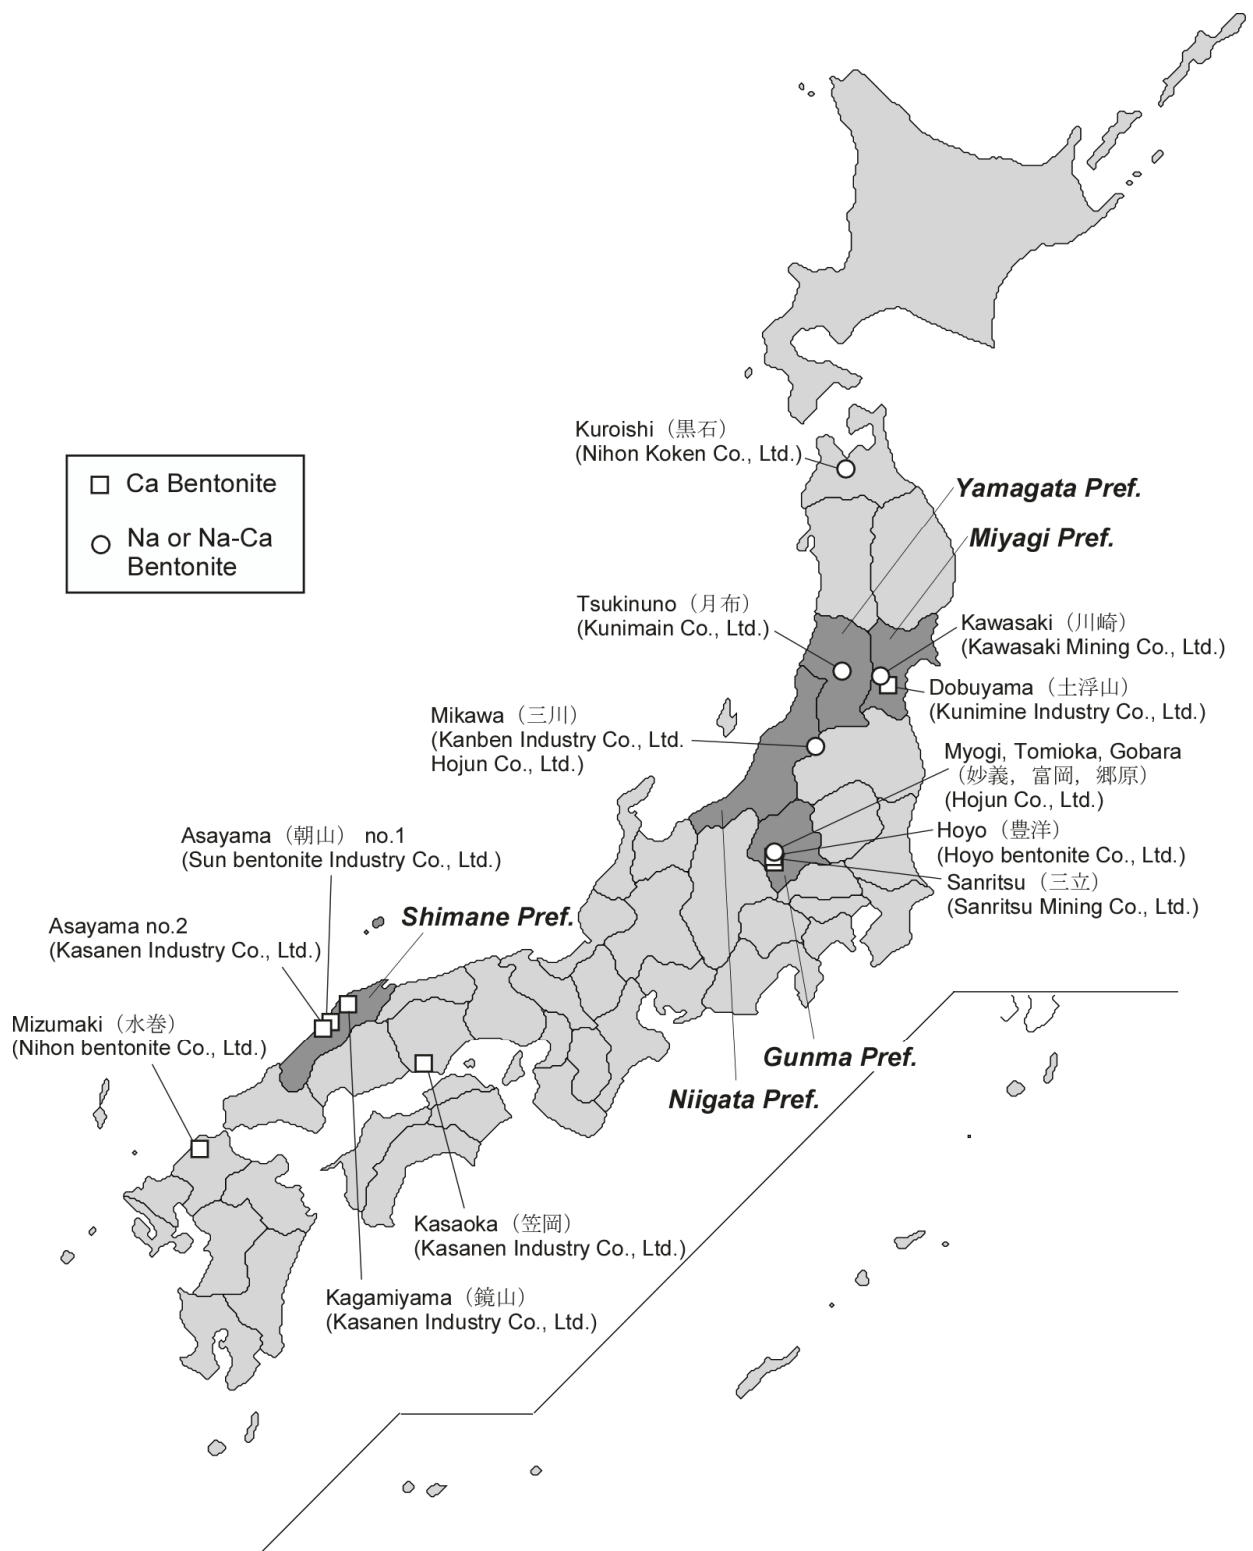 Kuroishi（黒石）
(Nihon Koken Co., Ltd.)
Ca Bentonite
Na or Na-Ca
Bentonite
Yamagata Pref.
Miyagi Pref.
Tsukinuno（月布）
(Kunimain Co., Ltd.)
Kawasaki（川崎）
(Kawasaki Mining Co., Ltd.)
Dobuyama（土浮山）
(Kunimine Industry Co., Ltd.)
Mikawa（三川）
(Kanben Industry Co., Ltd.
Hojun Co., Ltd.)
Myogi, Tomioka, Gobara
（妙義，富岡，郷原）
(Hojun Co., Ltd.)
Hoyo（豊洋）
(Hoyo bentonite Co., Ltd.)
Sanritsu（三立）
(Sanritsu Mining Co., Ltd.)
Asayama（朝山） no.1
(Sun bentonite Industry Co., Ltd.)
Shimane Pref.
Asayama no.2
(Kasanen Industry Co., Ltd.)
Mizumaki（水巻）
(Nihon bentonite Co., Ltd.)
Gunma Pref.
Niigata Pref.
Kasaoka（笠岡）
(Kasanen Industry Co., Ltd.)
Kagamiyama（鏡山）
(Kasanen Industry Co., Ltd.)